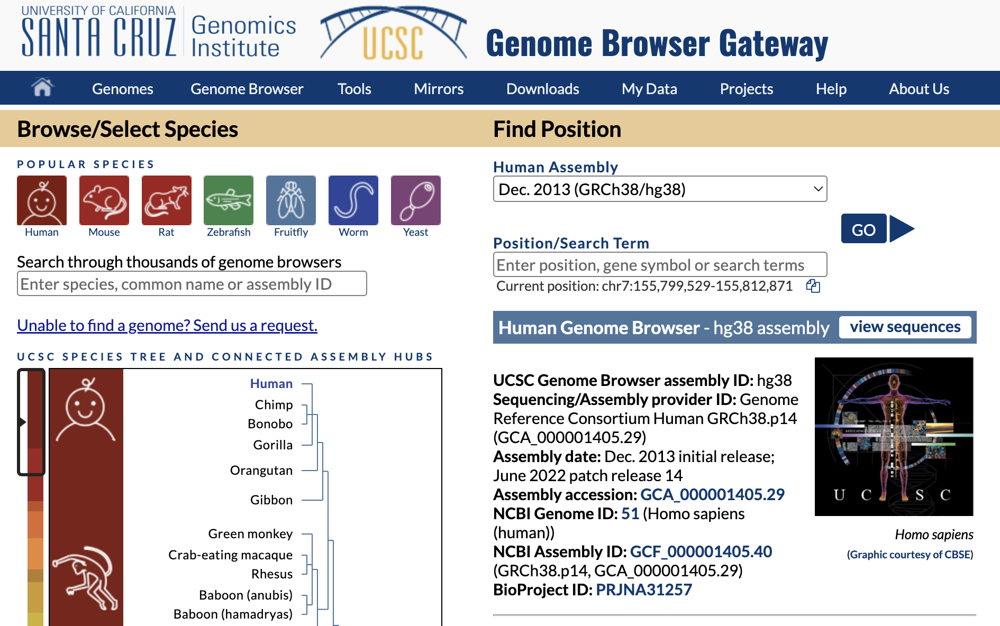 UNIVERSITY OF CALIFORNIA
SANTA CRUZ
Genomics
Institute
UCSC
Genome Browser Gateway
Genomes Genome Browser Tools Mirrors Downloads My Data Projects Help About Us
Browse/Select Species
POPULAR SPECIES
Human Mouse Rat Zebrafish Fruitfly Worm Yeast
Search through thousands of genome browsers
Enter species, common name or assembly ID
Unable to find a genome? Send us a request.
UCSC SPECIES TREE AND CONNECTED ASSEMBLY HUBS
Human
Chimp
Bonobo
Gorilla
Orangutan
Gibbon
Green monkey
Crab-eating macaque
Rhesus
Baboon (anubis)
Baboon (hamadryas)
Find Position
Human Assembly
Dec. 2013 (GRCh38/hg38)
GO
Position/Search Term
Enter position, gene symbol or search terms
Current position: chr7:155,799,529-155,812,871
Human Genome Browser - hg38 assembly
view sequences
UCSC Genome Browser assembly ID: hg38
Sequencing/Assembly provider ID: Genome
Reference Consortium Human GRCh38.p14
(GCA_000001405.29)
Assembly date: Dec. 2013 initial release;
June 2022 patch release 14
Assembly accession: GCA_000001405.29
NCBI Genome ID: 51 (Homo sapiens
(human))
NCBI Assembly ID: GCF_000001405.40
(GRCh38.p14, GCA_000001405.29)
BioProject ID: PRJNA31257
U C S C
Homo sapiens
(Graphic courtesy of CBSE)